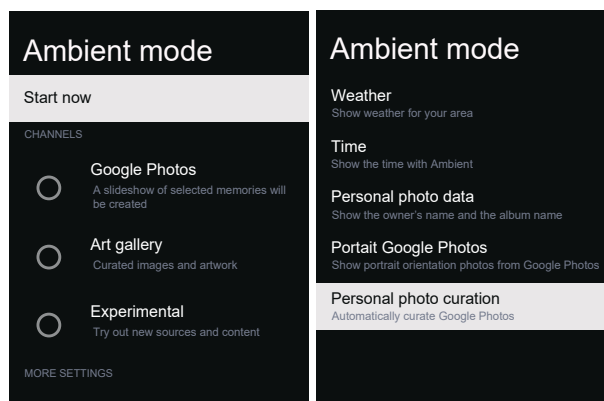 Ambient mode
Start now
CHANNELS
Google Photos
A slideshow of selected memories will
be created
Art gallery
Curated images and artwork
Experimental
Try out new sources and content
MORE SETTINGS
Ambient mode
Weather
Show weather for your area
Time
Show the time with Ambient
Personal photo data
Show the owner's name and the album name
Portait Google Photos
Show portrait orientation photos from Google Photos
Personal photo curation
Automatically curate Google Photos